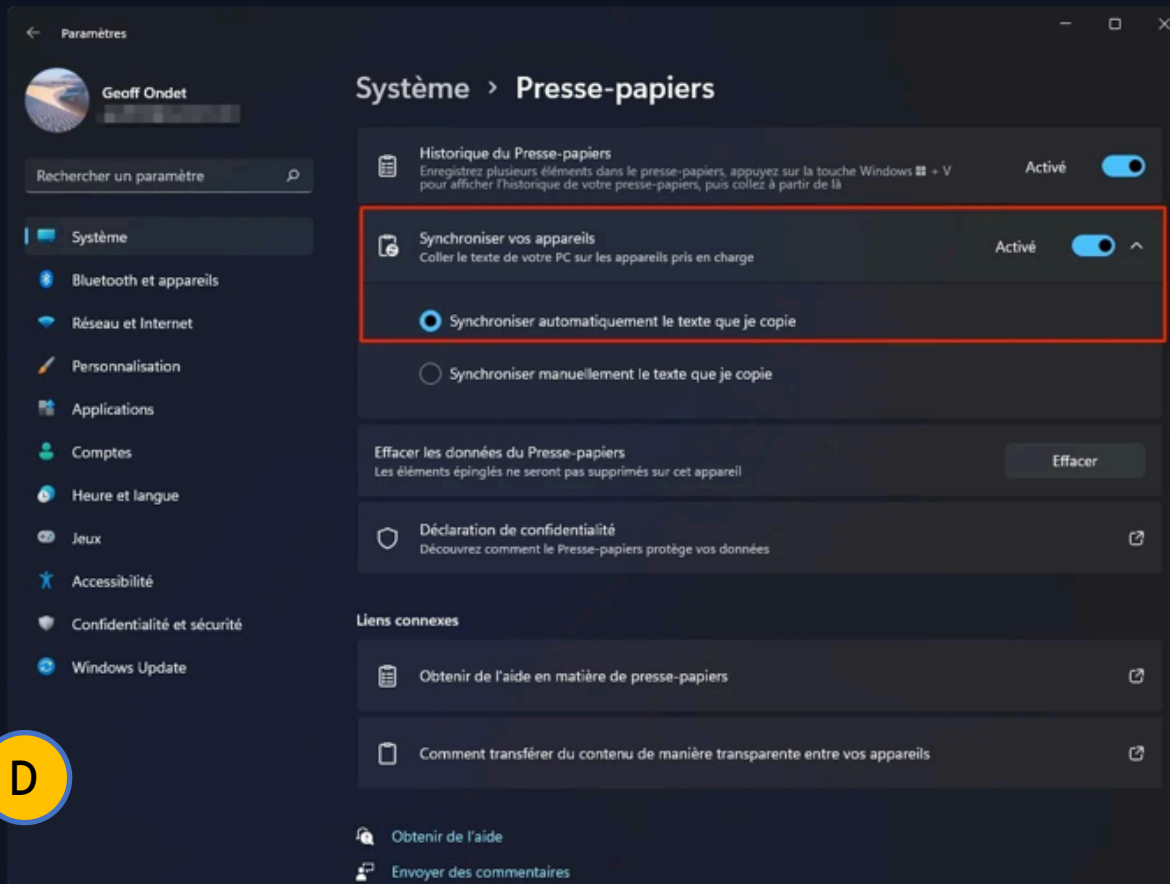 Paramètres
Geoff Ondet
Rechercher un paramètre
Système
Bluetooth et appareils
Réseau et Internet
Personnalisation
Applications
Comptes
Heure et langue
Jeux
Accessibilité
Confidentialité et sécurité
Windows Update
D
Système > Presse-papiers
Historique du Presse-papiers
Enregistrez plusieurs éléments dans le presse-papiers, appuyez sur la touche Windows + V
pour afficher l'historique de votre presse-papiers, puis collez à partir de là
Activé
Synchroniser vos appareils
Coller le texte de votre PC sur les appareils pris en charge
Activé
Synchroniser automatiquement le texte que je copie
Synchroniser manuellement le texte que je copie
Effacer les données du Presse-papiers
Les éléments épinglés ne seront pas supprimés sur cet appareil
Effacer
Déclaration de confidentialité
Découvrez comment le Presse-papiers protège vos données
Liens connexes
Obtenir de l'aide en matière de presse-papiers
Comment transférer du contenu de manière transparente entre vos appareils
Obtenir de l'aide
Envoyer des commentaires